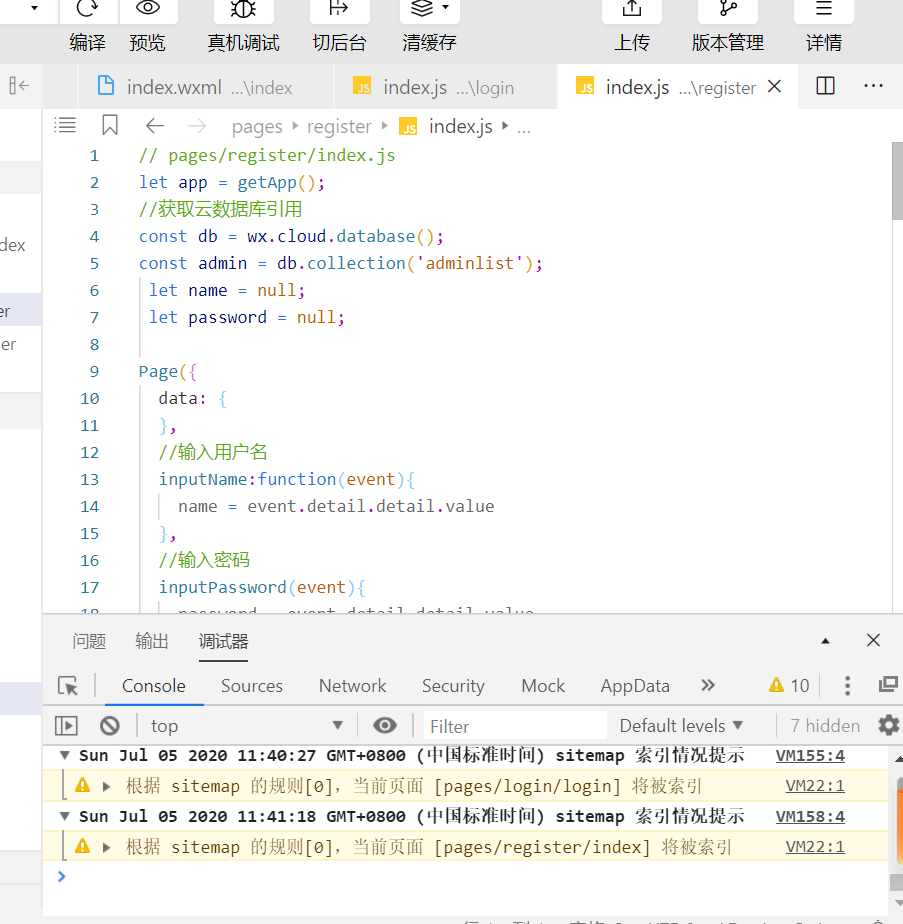 编译 预览 真机调试 切后台 清缓存 上传 版本管理 详情
index.wxml ...\index index.js ...\login JS index.js ...\register
pages register JS index.js ...
dex
er
er
1 // pages/register/index.js
2 let app = getApp();
3 //获取云数据库引用
4 const db = wx.cloud.database();
5 const admin = db.collection('adminlist');
6 let name = null;
7 let password = null;
8
9 Page({
10 data: {
11 },
12 //输入用户名
13 inputName:function(event){
14 name = event.detail.detail.value
15 },
16 //输入密码
17 inputPassword(event){
18 password = event.detail.detail.value
问题 输出 调试器
Console Sources Network Security Mock AppData » 10
top Filter Default levels 7 hidden
Sun Jul 05 2020 11:40:27 GMT+0800 (中国标准时间) sitemap 索引情况提示 VM155:4
根据 sitemap 的规则[0]，当前页面 [pages/login/login] 将被索引 VM22:1
Sun Jul 05 2020 11:41:18 GMT+0800 (中国标准时间) sitemap 索引情况提示 VM158:4
根据 sitemap 的规则[0]，当前页面 [pages/register/index] 将被索引 VM22:1